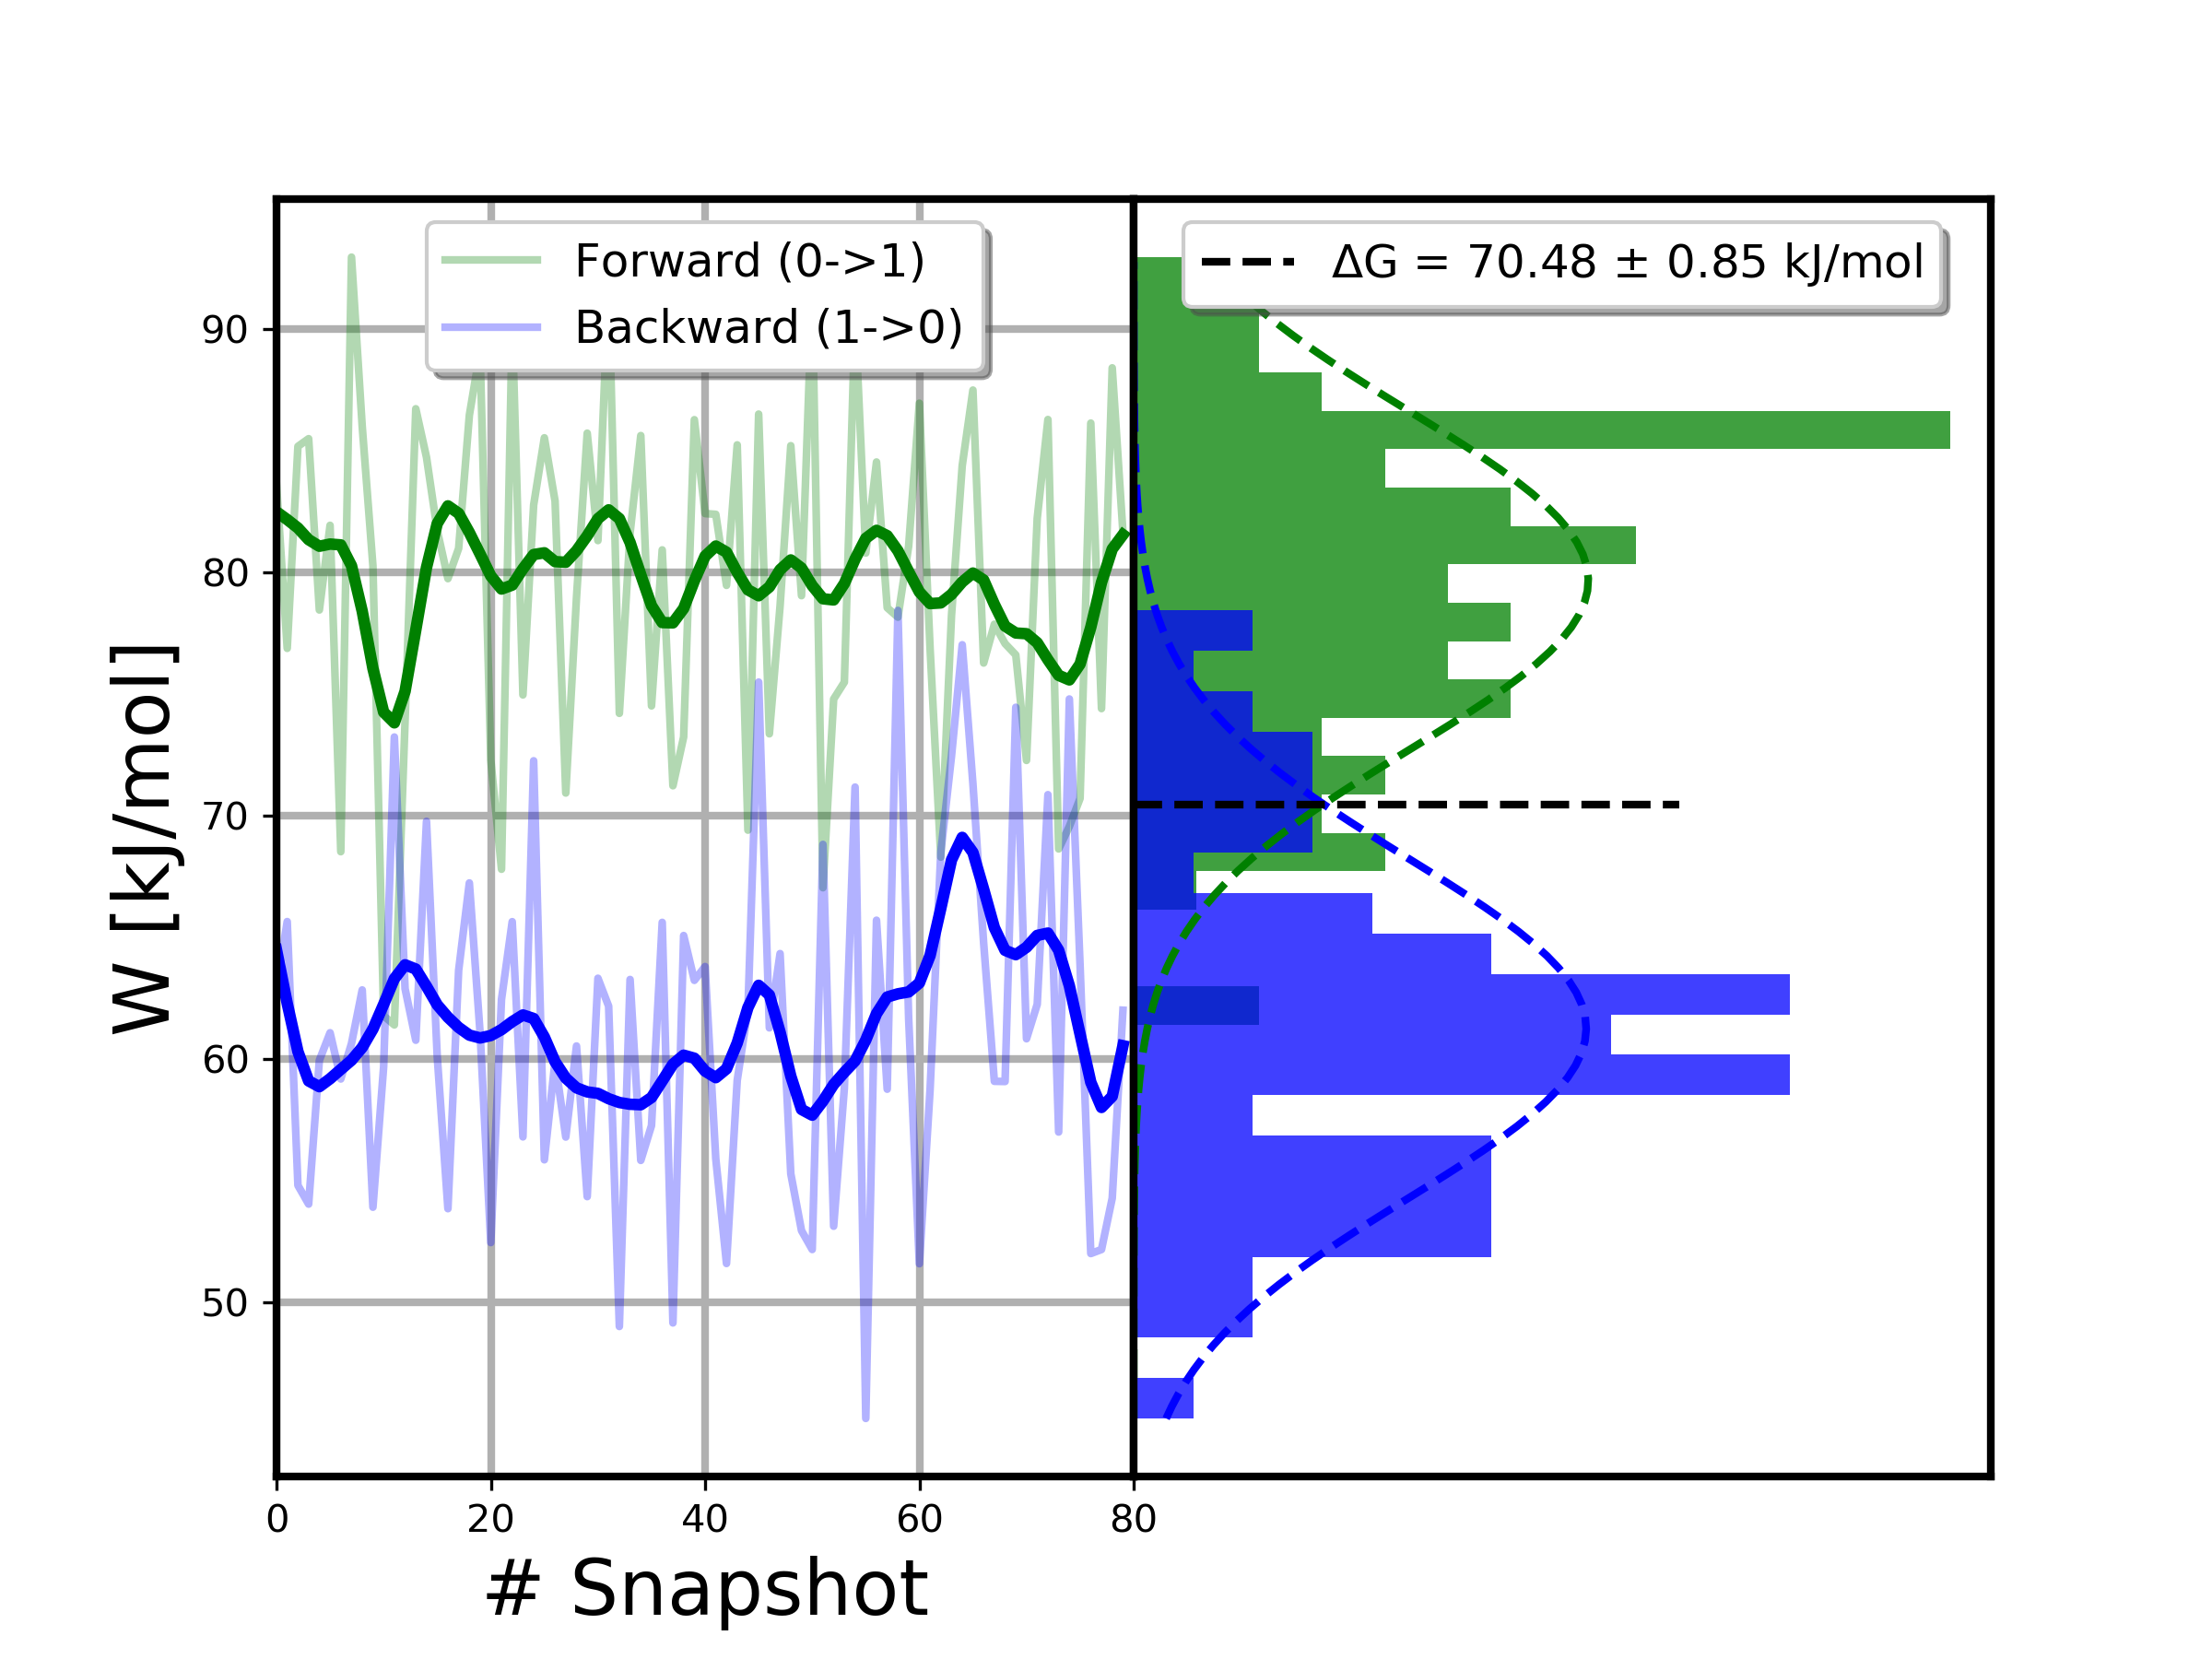 Forward (0->1)
Backward (1->0)
ΔG = 70.48 ± 0.85 kJ/mol
W [kJ/mol]
90
80
70
60
50
0 20 40 60 80
# Snapshot